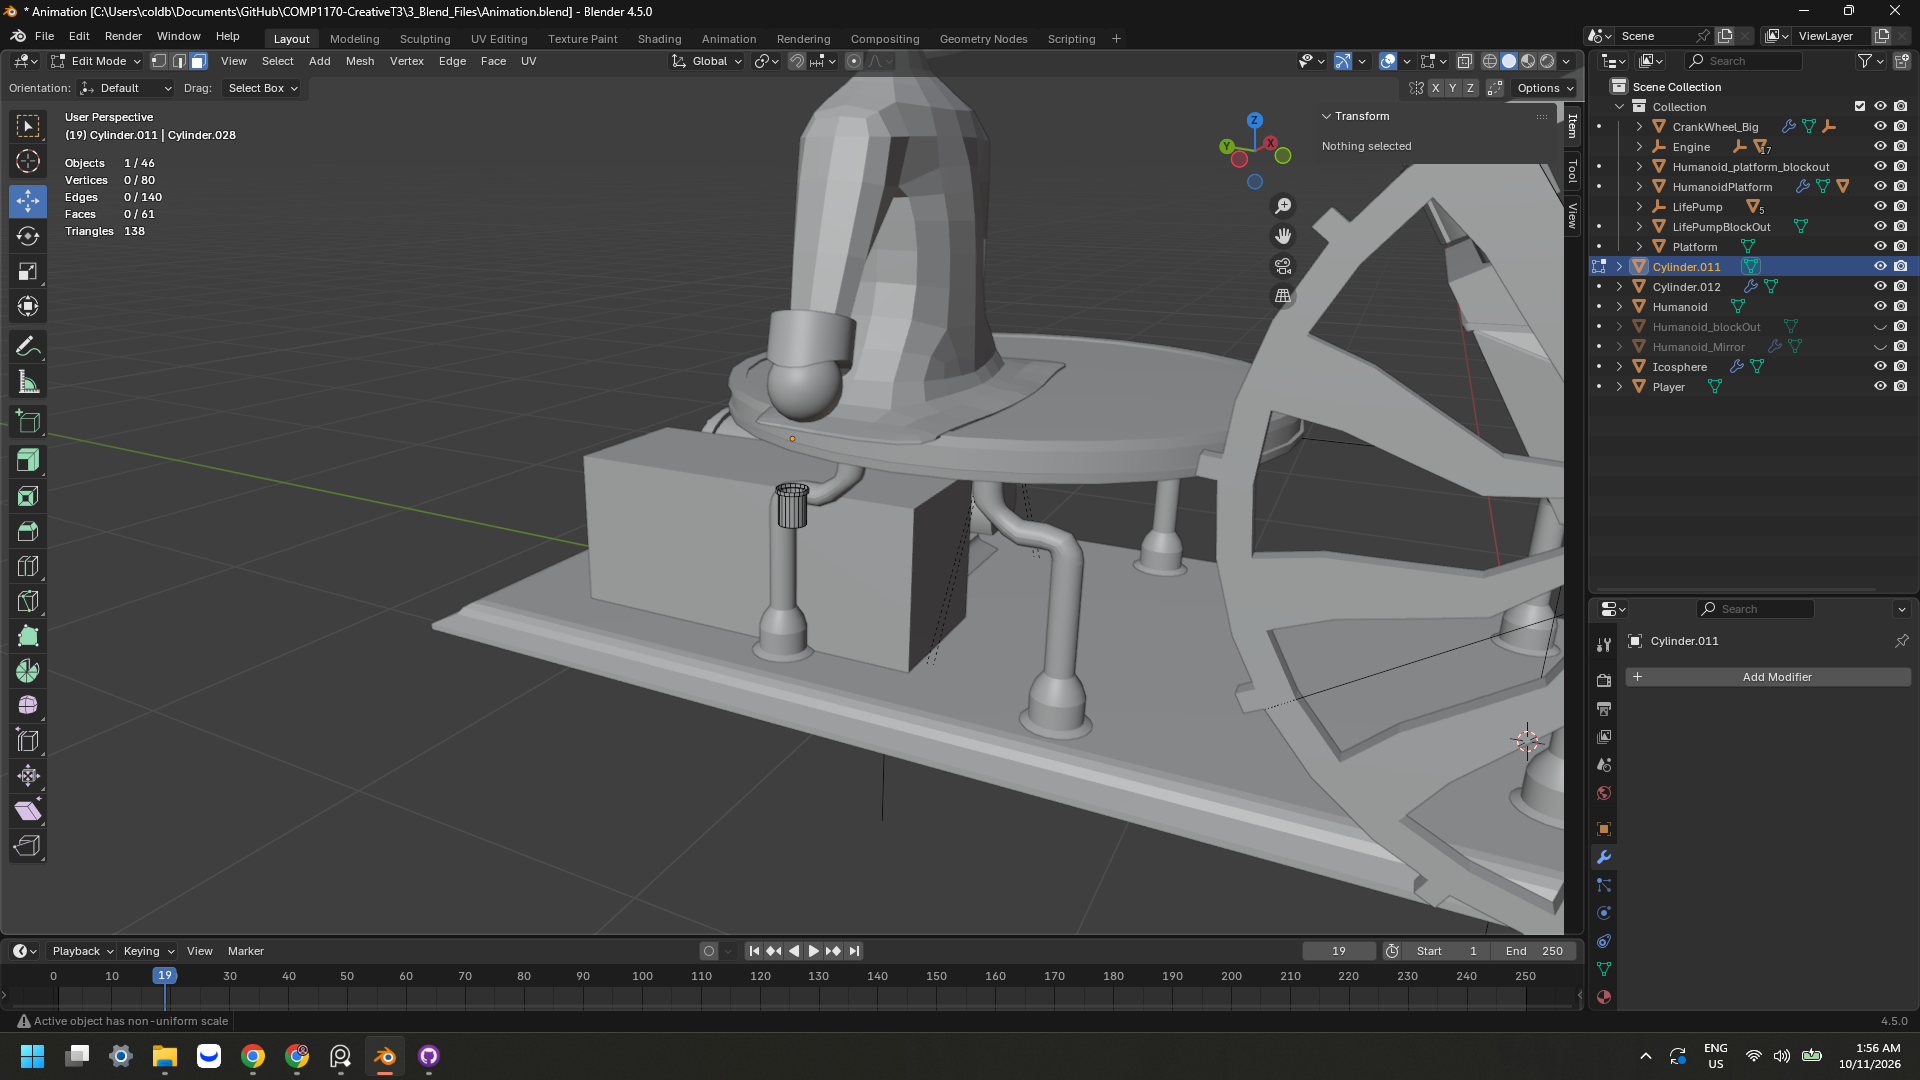 * Animation [C:\Users\coldb\Documents\GitHub\COMP1170-CreativeT3\3_Blend_Files\Animation.blend] - Blender 4.5.0
File Edit Render Window Help Layout Modeling Sculpting UV Editing Texture Paint Shading Animation Rendering Compositing Geometry Nodes Scripting + Scene ViewLayer
Edit Mode View Select Add Mesh Vertex Edge Face UV Global Search
Orientation: Default Drag: Select Box X Y Z Options
Scene Collection
Collection
CrankWheel_Big
Engine 17
Humanoid_platform_blockout
HumanoidPlatform
LifePump 5
LifePumpBlockOut
Platform
Cylinder.011
Cylinder.012
Humanoid
Humanoid_blockOut
Humanoid_Mirror
Icosphere
Player
User Perspective
(19) Cylinder.011 | Cylinder.028
Objects 1 / 46
Vertices 0 / 80
Edges 0 / 140
Faces 0 / 61
Triangles 138
Z
Y
X
Transform
Nothing selected
Item
Tool
View
Search
Cylinder.011
Add Modifier
Playback Keying View Marker 19 Start 1 End 250
0 10 19 30 40 50 60 70 80 90 100 110 120 130 140 150 160 170 180 190 200 210 220 230 240 250
Active object has non-uniform scale
4.5.0
ENG
US
1:56 AM
10/11/2026